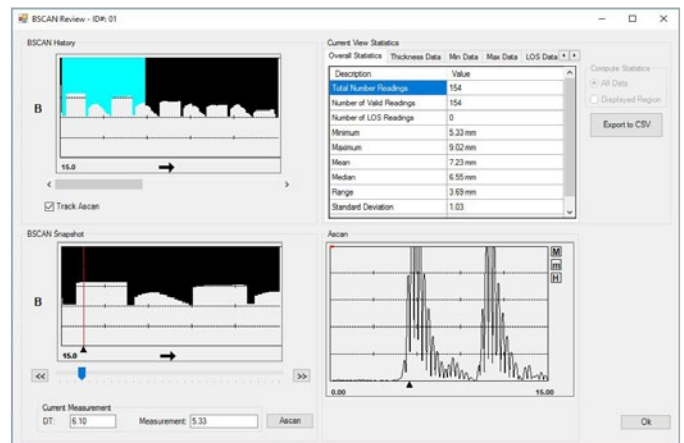 BSCAN Review - ID#: 01
BSCAN History
B
15.0
Track Ascan
Current View Statistics
Overall Statistics Thickness Data Min Data Max Data LOS Data
Description Value
Total Number Readings 154
Number of Valid Readings 154
Number of LOS Readings 0
Minimum 5.33 mm
Maximum 9.02 mm
Mean 7.23 mm
Median 6.55 mm
Range 3.69 mm
Standard Deviation 1.03
Compute Statistics
All Data
Displayed Region
Export to CSV
BSCAN Snapshot
B
15.0
<< >>
Current Measurement
DT: 6.10 Measurement: 5.33 Ascan
Ascan
M
m
H
0.00 15.00
Ok